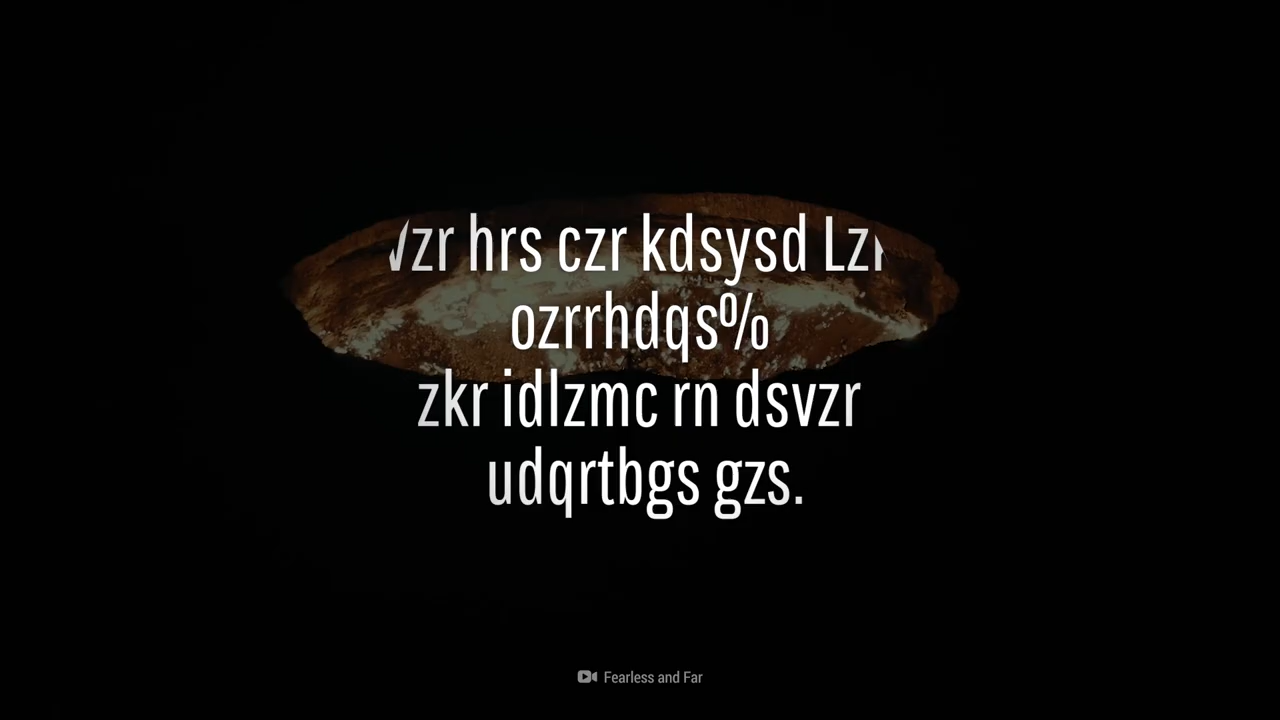 hrs czr kdsysd
ozrrhdqs%
zkr idlzmc rn dsvzr
udqrtbgs gzs.
Fearless and Far